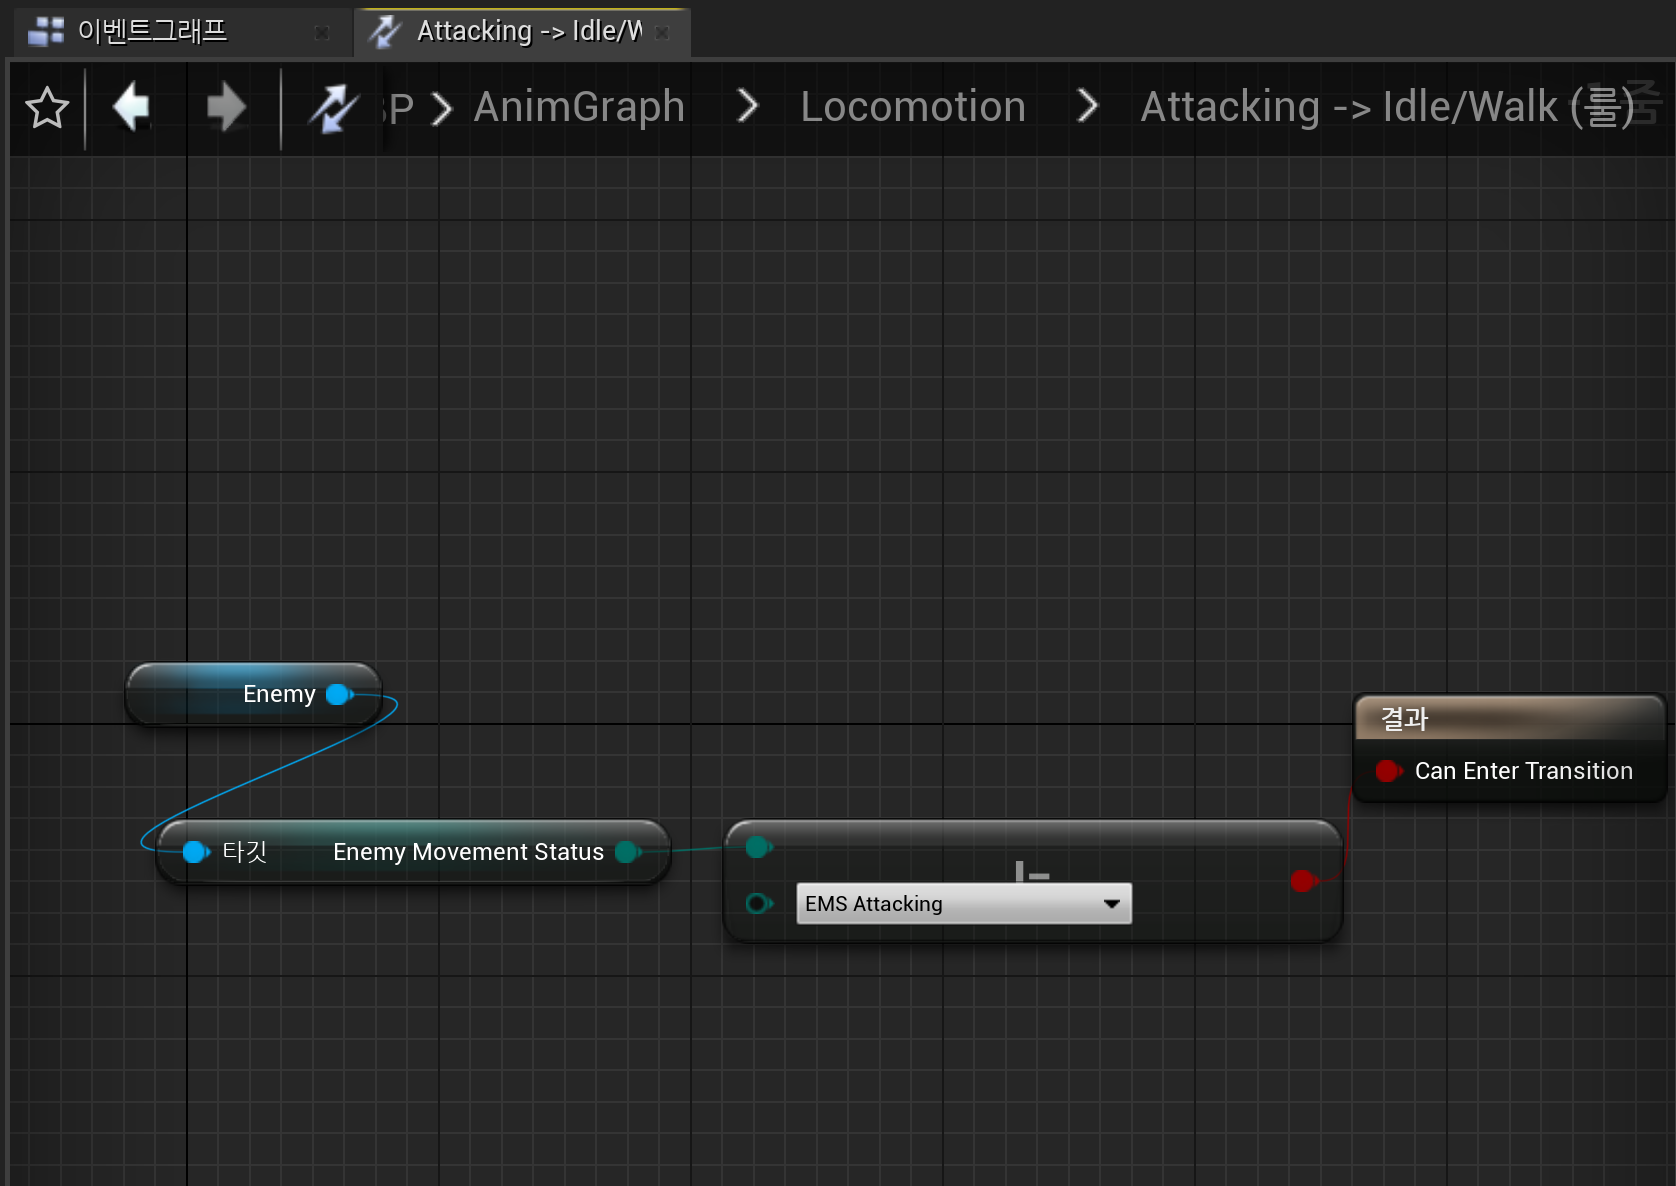 이벤트그래프
Attacking -> Idle/W
BP > AnimGraph > Locomotion > Attacking -> Idle/Walk (룰)
Enemy
타깃 Enemy Movement Status
EMS Attacking
결과
Can Enter Transition